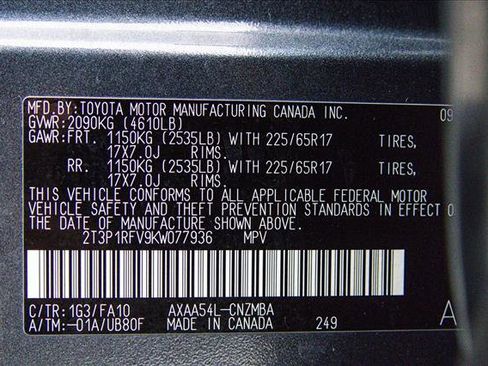 MFD.BY:TOYOTA MOTOR MANUFACTURING CANADA INC. 09
GVWR:2090KG (4610LB)
GAWR:FRT. 1150KG (2535LB) WITH 225/65R17 TIRES,
17X7.0J RIMS.
RR. 1150KG (2535LB) WITH 225/65R17 TIRES,
17X7.0J RIMS.
THIS VEHICLE CONFORMS TO ALL APPLICABLE FEDERAL MOTOR
VEHICLE SAFETY AND THEFT PREVENTION STANDARDS IN EFFECT O
THE DATE OF MANUFACTURE SHOWN ABOVE.
2T3P1RFV9KW077936 MPV
C/TR:1G3/FA10 AXAA54L-CNZMBA A
A/TM:-01A/UB80F MADE IN CANADA 249